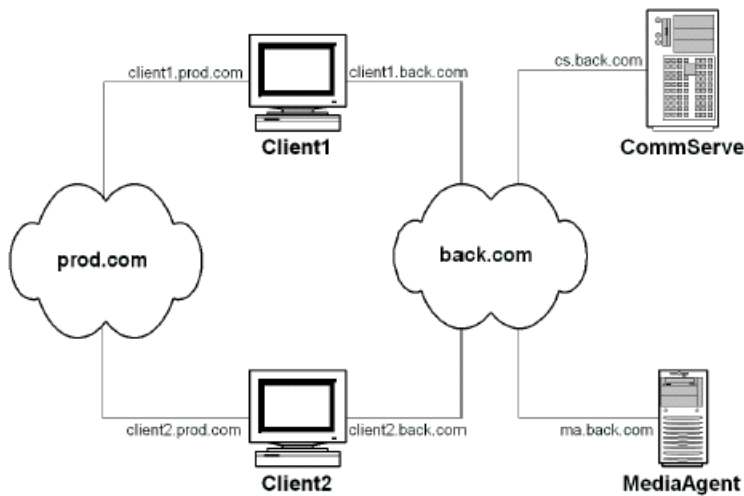 client1.prod.com
client1.back.com
cs.back.com
Client1
CommServe
prod.com
back.com
client2.prod.com
client2.back.com
ma.back.com
Client2
MediaAgent